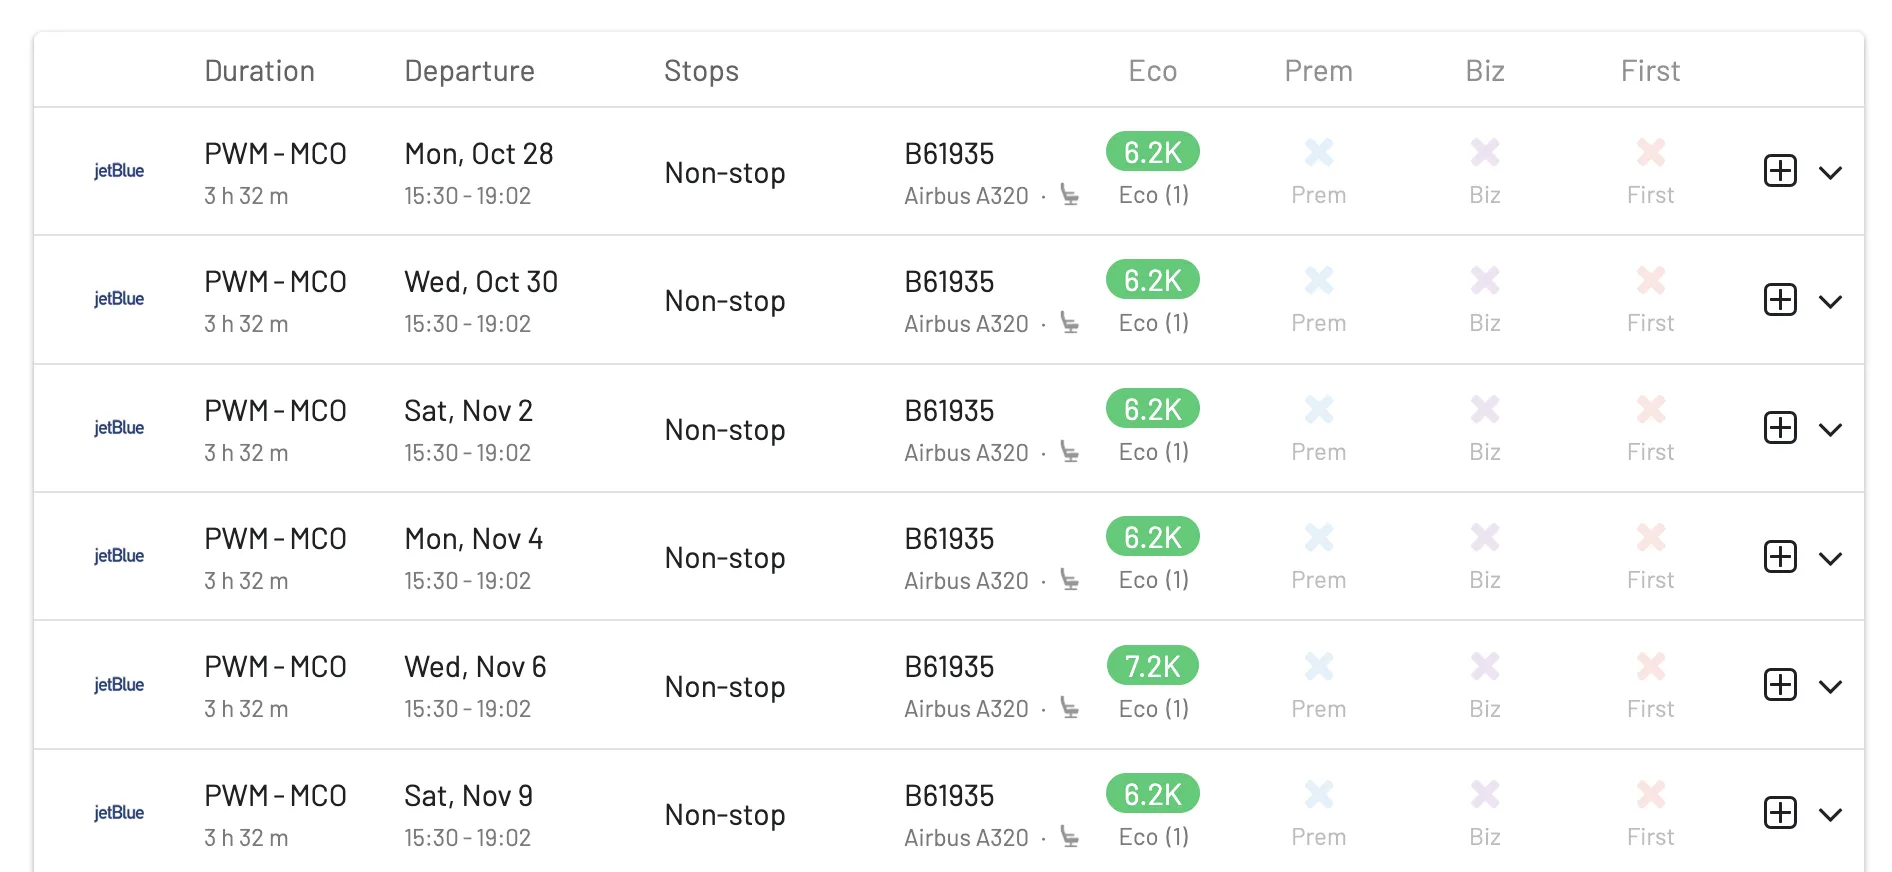 Duration Departure Stops Eco Prem Biz First
jetBlue PWM - MCO Mon, Oct 28 Non-stop B61935 6.2K
3 h 32 m 15:30 - 19:02 Airbus A320 · Eco (1) Prem Biz First
jetBlue PWM - MCO Wed, Oct 30 Non-stop B61935 6.2K
3 h 32 m 15:30 - 19:02 Airbus A320 · Eco (1) Prem Biz First
jetBlue PWM - MCO Sat, Nov 2 Non-stop B61935 6.2K
3 h 32 m 15:30 - 19:02 Airbus A320 · Eco (1) Prem Biz First
jetBlue PWM - MCO Mon, Nov 4 Non-stop B61935 6.2K
3 h 32 m 15:30 - 19:02 Airbus A320 · Eco (1) Prem Biz First
jetBlue PWM - MCO Wed, Nov 6 Non-stop B61935 7.2K
3 h 32 m 15:30 - 19:02 Airbus A320 · Eco (1) Prem Biz First
jetBlue PWM - MCO Sat, Nov 9 Non-stop B61935 6.2K
3 h 32 m 15:30 - 19:02 Airbus A320 · Eco (1) Prem Biz First